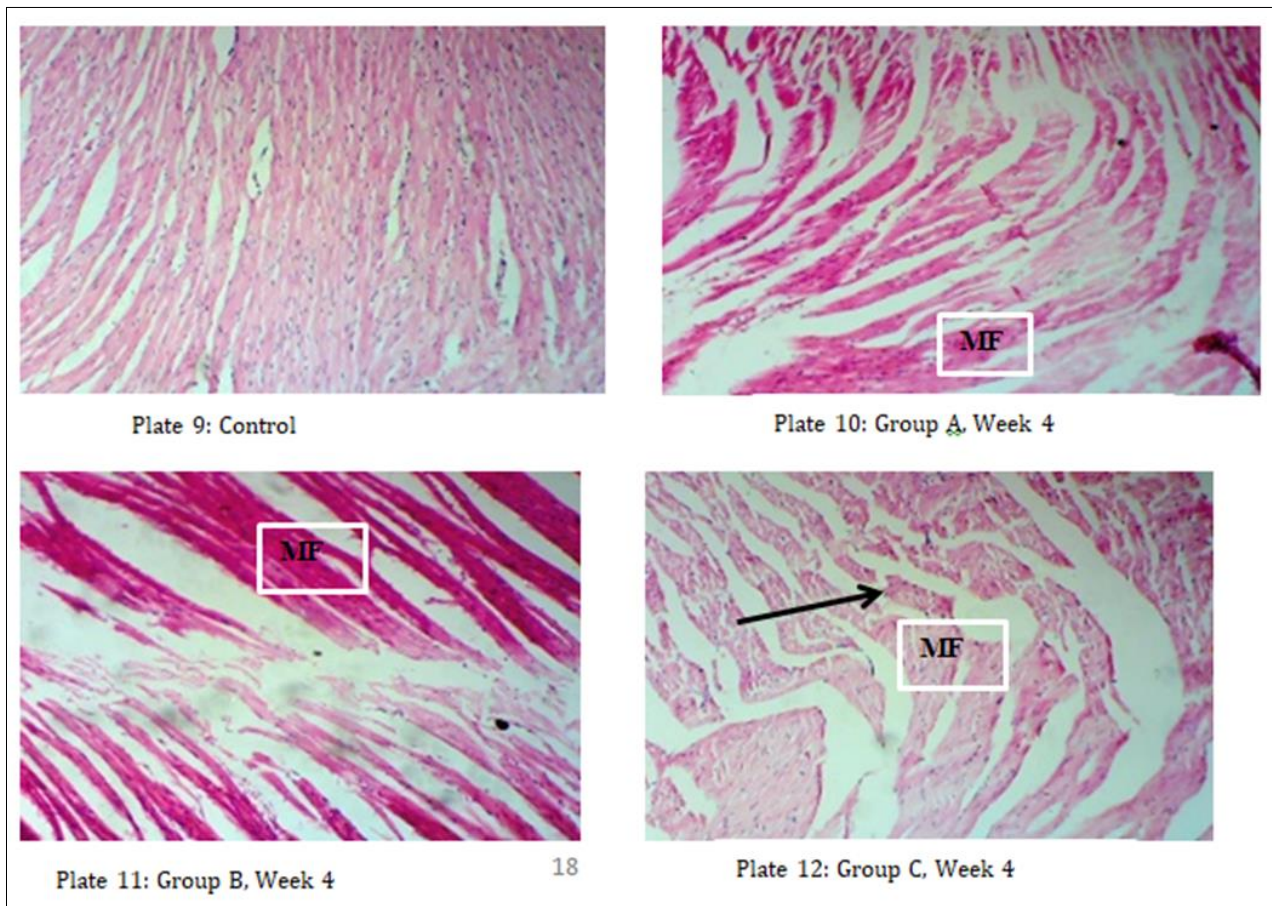 MF
Plate 9: Control
Plate 10: Group A, Week 4
MF
MF
Plate 11: Group B, Week 4
18
Plate 12: Group C, Week 4